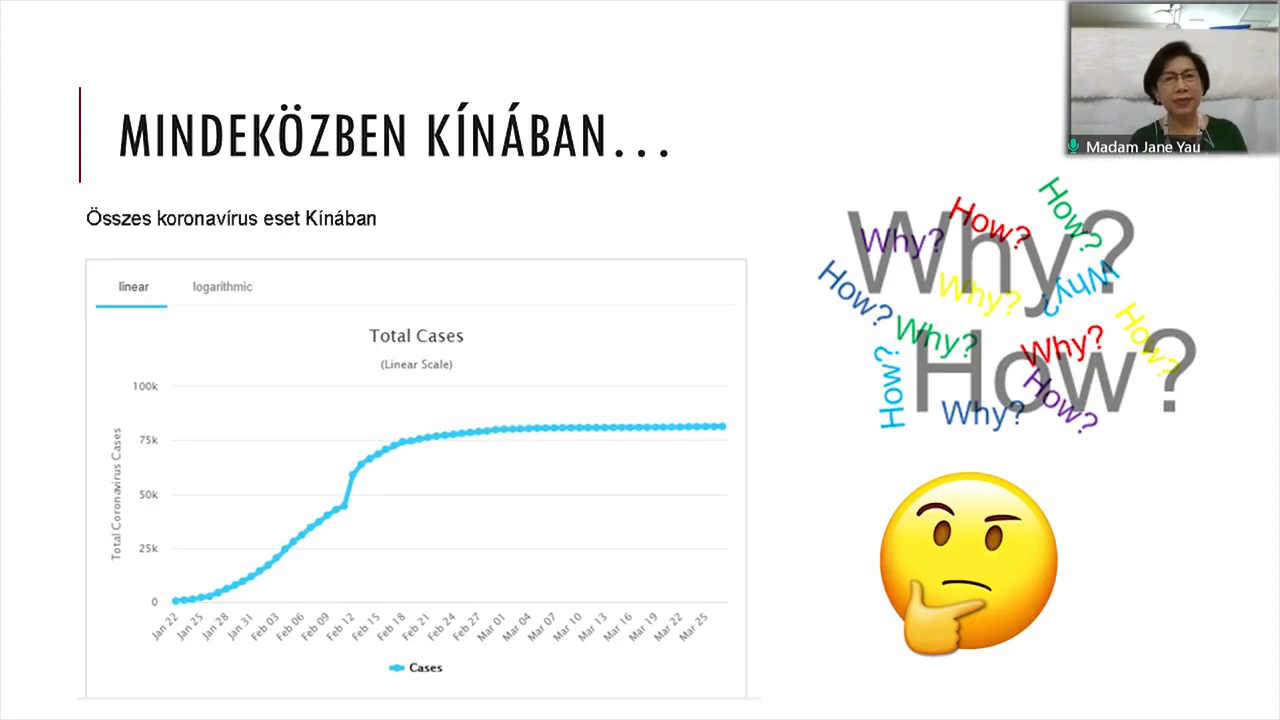 MINDEKÖZBEN KÍNÁBAN...
Madam Jane Yau
Összes koronavírus eset Kínában
linear logarithmic
Total Cases
(Linear Scale)
Total Coronavirus Cases
100k
75k
50k
25k
0
Jan 22 Jan 25 Jan 28 Jan 31 Feb 03 Feb 06 Feb 09 Feb 12 Feb 15 Feb 18 Feb 21 Feb 24 Feb 27 Mar 01 Mar 04 Mar 07 Mar 10 Mar 13 Mar 16 Mar 19 Mar 22 Mar 25
Cases
Why?
How?
How?
How?
Why?
Why?
How?
Why?
How?
Why?
Why?
How?
How?
How?
Why?